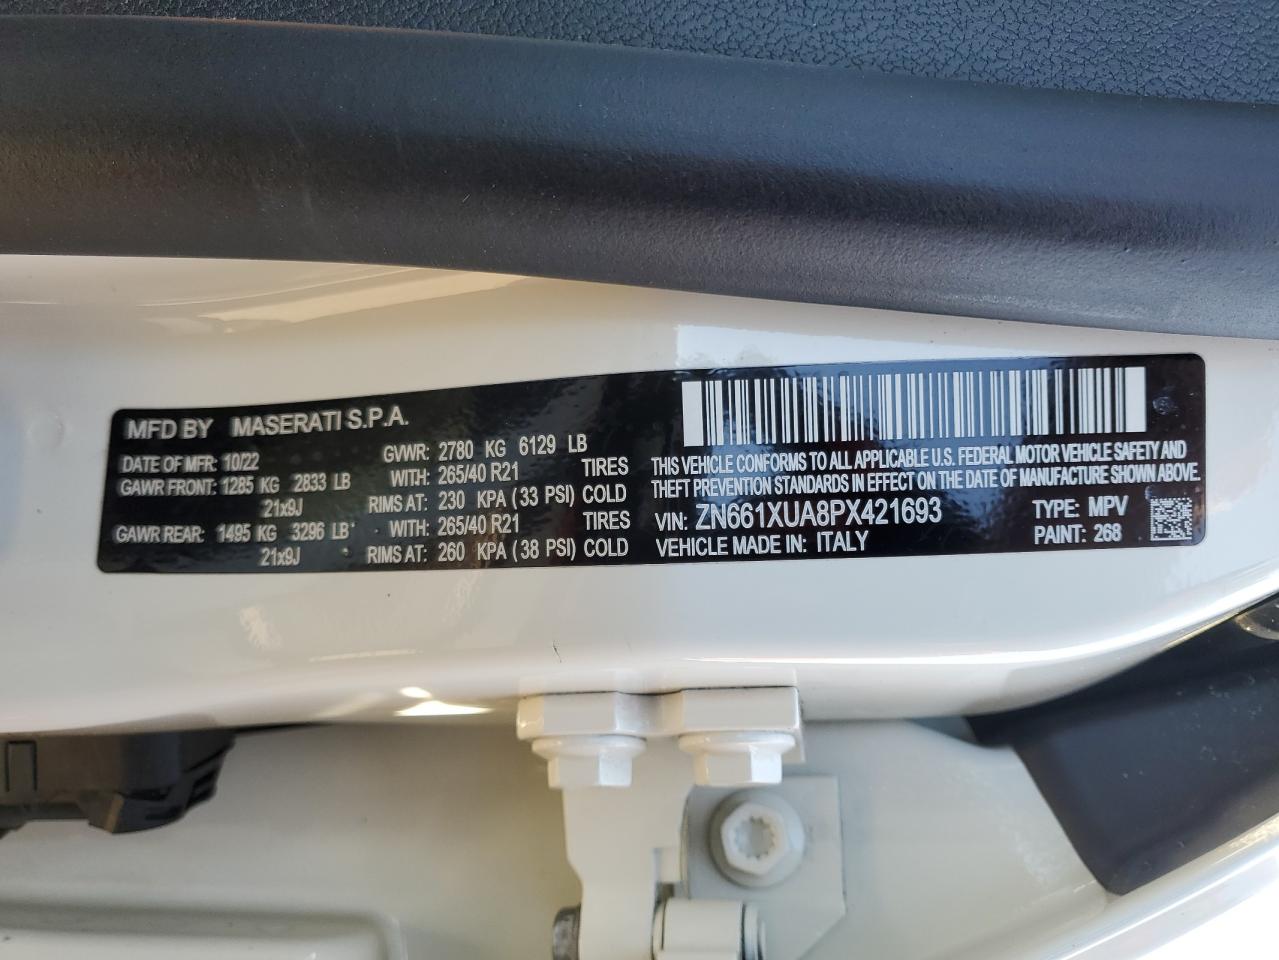 MFD BY MASERATI S.P.A.
DATE OF MFR: 10/22 GVWR: 2780 KG 6129 LB
GAWR FRONT: 1285 KG 2833 LB WITH: 265/40 R21 TIRES
21x9J RIMS AT: 230 KPA (33 PSI) COLD
GAWR REAR: 1495 KG 3296 LB WITH: 265/40 R21 TIRES
21x9J RIMS AT: 260 KPA (38 PSI) COLD
THIS VEHICLE CONFORMS TO ALL APPLICABLE U.S. FEDERAL MOTOR VEHICLE SAFETY AND
THEFT PREVENTION STANDARDS IN EFFECT ON THE DATE OF MANUFACTURE SHOWN ABOVE.
VIN: ZN661XUA8PX421693 TYPE: MPV
VEHICLE MADE IN: ITALY PAINT: 268